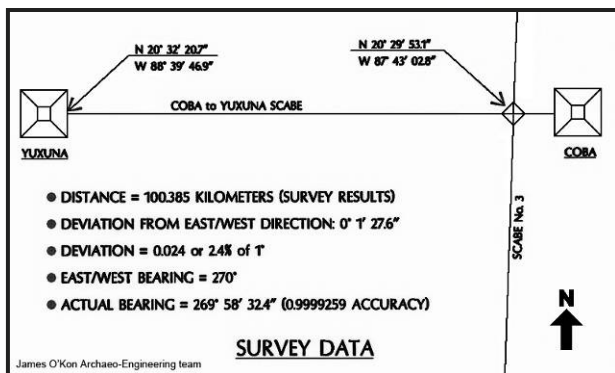 N 20° 32' 20.7"
W 88° 39' 46.9"
N 20° 29' 53.1"
W 87° 43' 02.8"
COBA to YUXUNA SCABE
YUXUNA
COBA
SCABE No. 3
● DISTANCE = 100.385 KILOMETERS (SURVEY RESULTS)
● DEVIATION FROM EAST/WEST DIRECTION: 0° 1' 27.6"
● DEVIATION = 0.024 or 2.4% of 1°
● EAST/WEST BEARING = 270°
● ACTUAL BEARING = 269° 58' 32.4" (0.9999259 ACCURACY)
N
SURVEY DATA
James O'Kon Archaeo-Engineering team